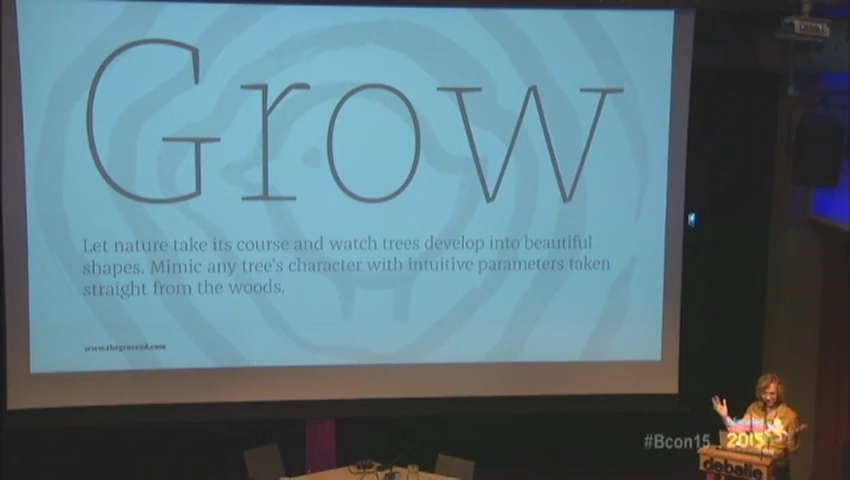 Grow
Let nature take its course and watch trees develop into beautiful
shapes. Mimic any tree's character with intuitive parameters taken
straight from the woods.
www.thegrove3d.com
#Bcon15
2015
debalie